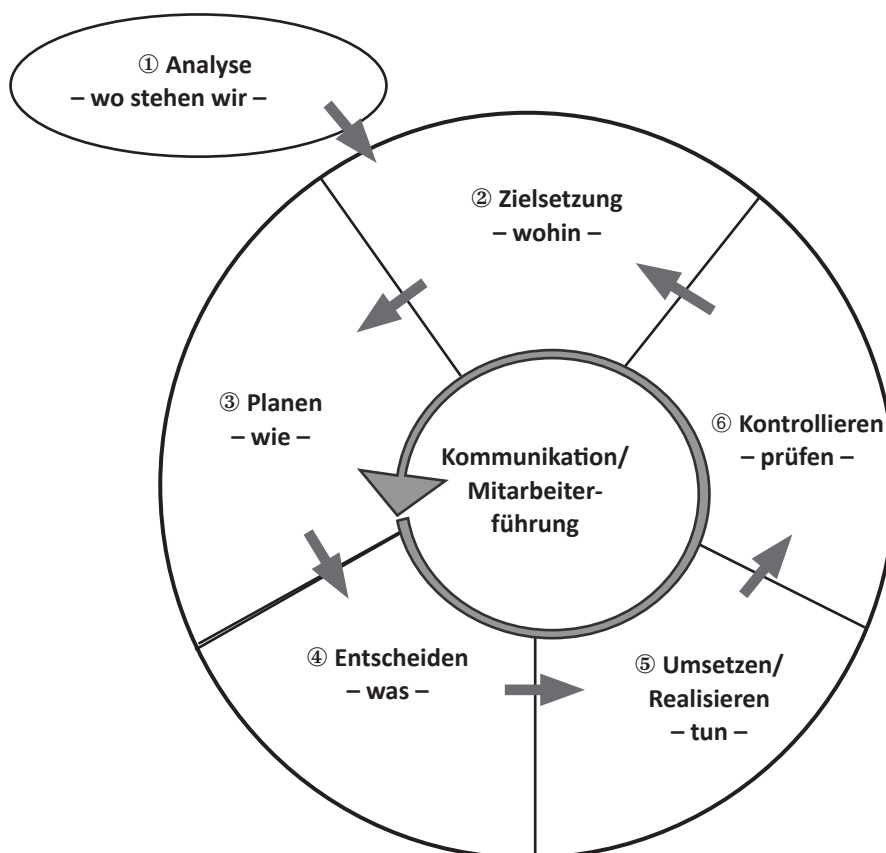 ① Analyse
– wo stehen wir –
② Zielsetzung
– wohin –
③ Planen
– wie –
④ Entscheiden
– was –
⑤ Umsetzen/
Realisieren
– tun –
⑥ Kontrollieren
– prüfen –
Kommunikation/
Mitarbeiter-
führung